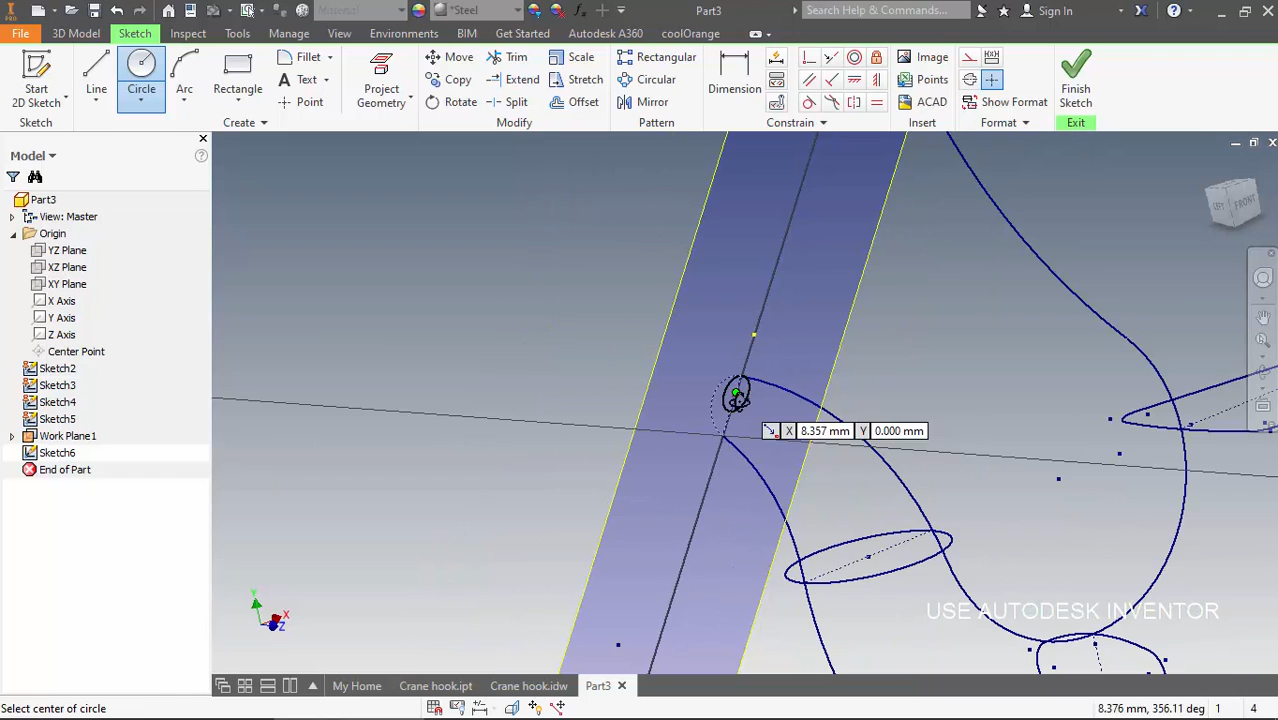 PRO
Material
*Steel
Part3
Search Help & Commands...
Sign In
File 3D Model Sketch Inspect Tools Manage View Environments BIM Get Started Autodesk A360 coolOrange
Start
2D Sketch
Line
Circle
Arc
Rectangle
Fillet
Text
Point
Project
Geometry
Move
Copy
Rotate
Trim
Extend
Split
Scale
Stretch
Offset
Rectangular
Circular
Mirror
Dimension
Image
Points
ACAD
Show Format
Finish
Sketch
Sketch Create Modify Pattern Constrain Insert Format Exit
Model
Part3
View: Master
Origin
YZ Plane
XZ Plane
XY Plane
X Axis
Y Axis
Z Axis
Center Point
Sketch2
Sketch3
Sketch4
Sketch5
Work Plane1
Sketch6
End of Part
LEFT FRONT
X 8.357 mm Y 0.000 mm
Y
X
Z
USE AUTODESK INVENTOR
My Home Crane hook.ipt Crane hook.idw Part3
Select center of circle
8.376 mm, 356.11 deg 1 4